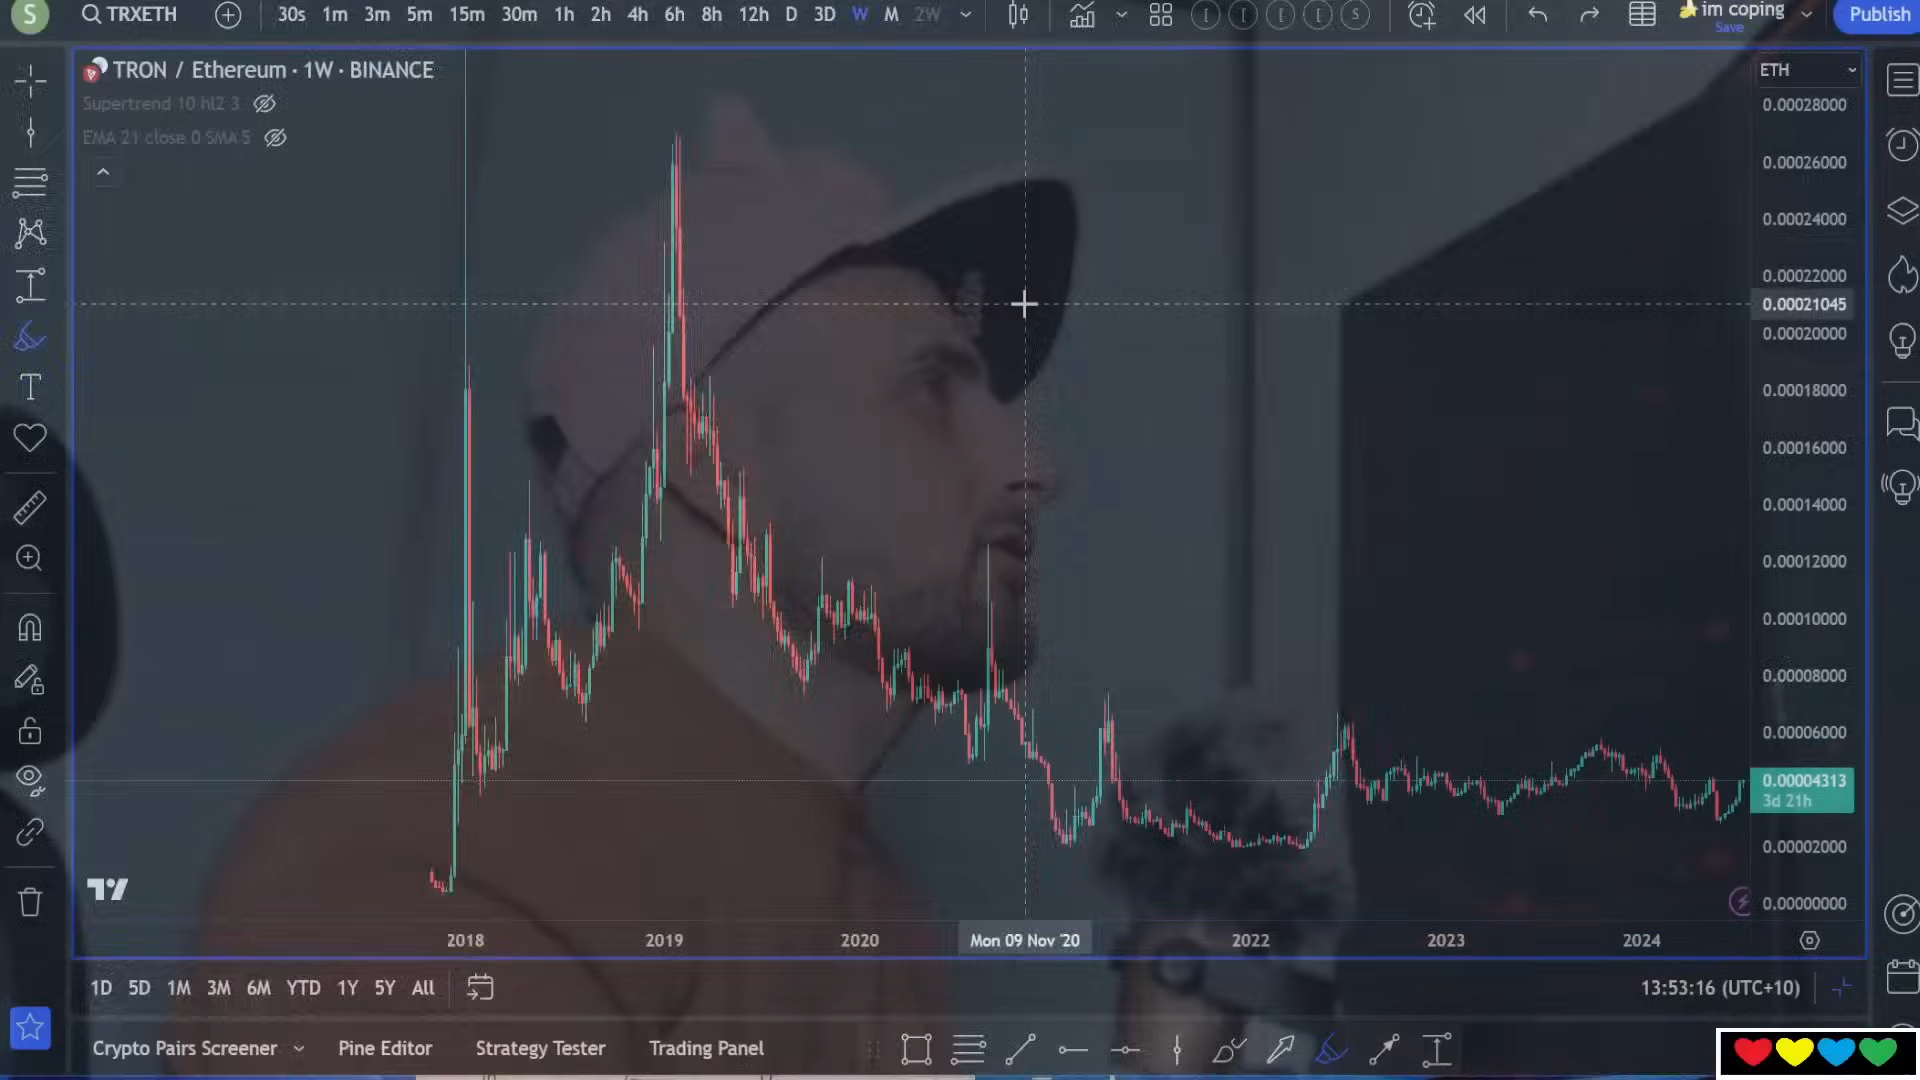 S TRXETH 30s 1m 3m 5m 15m 30m 1h 2h 4h 6h 8h 12h D 3D W M 2W im coping Publish
Save
TRON / Ethereum · 1W · BINANCE ETH
Supertrend 10 hl2 3
EMA 21 close 0 SMA 5
0.00028000
0.00026000
0.00024000
0.00022000
0.00021045
0.00020000
0.00018000
0.00016000
0.00014000
0.00012000
0.00010000
0.00008000
0.00006000
0.00004313
3d 21h
0.00002000
0.00000000
2018 2019 2020 Mon 09 Nov '20 2022 2023 2024
1D 5D 1M 3M 6M YTD 1Y 5Y All 13:53:16 (UTC+10)
Crypto Pairs Screener Pine Editor Strategy Tester Trading Panel